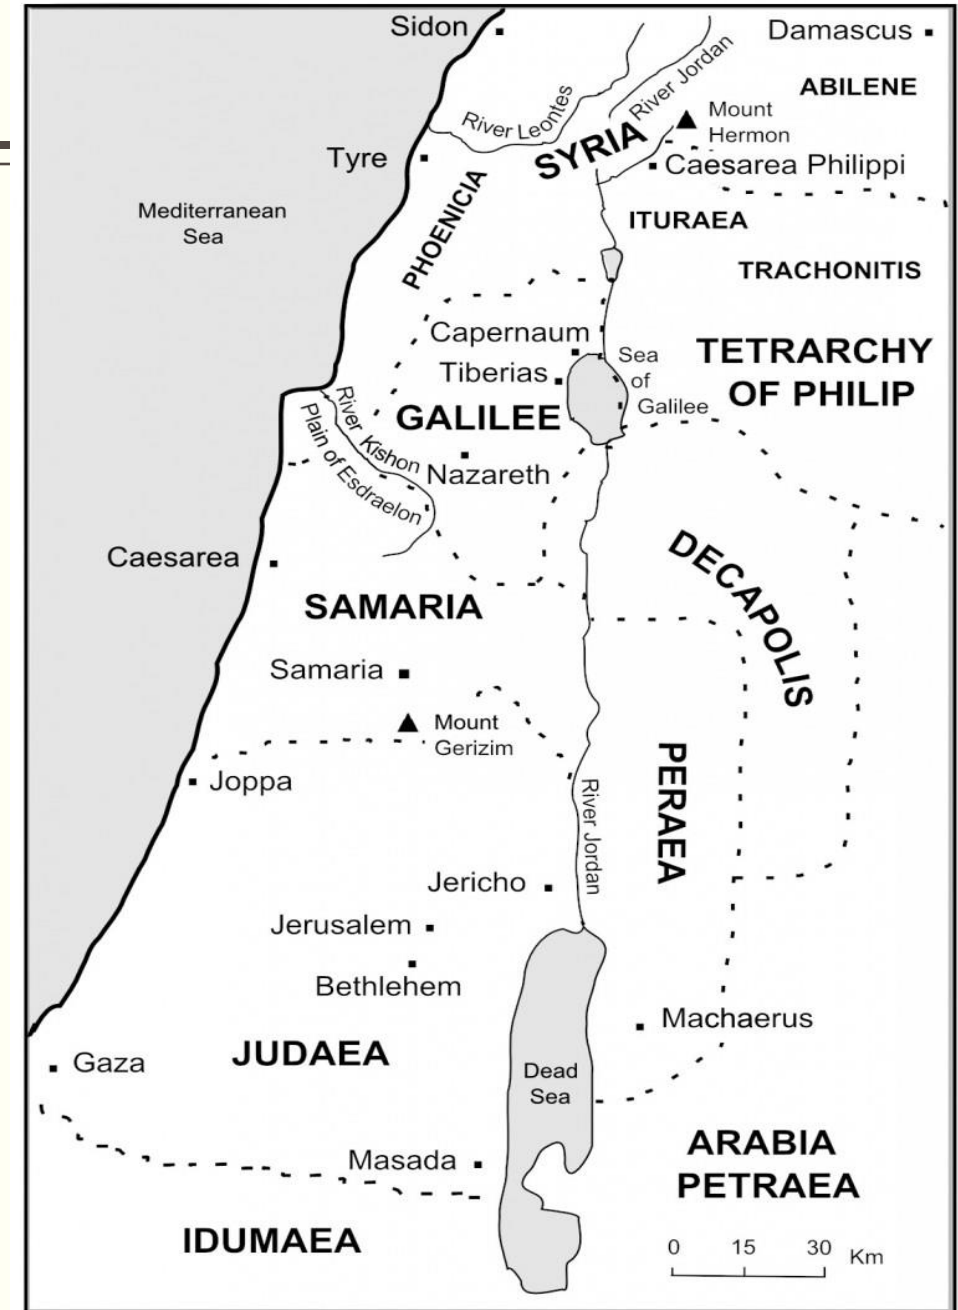 Sidon
Damascus
ABILENE
River Leontes
River Jordan
Mount
Hermon
Tyre
SYRIA
Caesarea Philippi
Mediterranean
Sea
PHOENICIA
ITURAEA
TRACHONITIS
Capernaum
Sea
of
Galilee
Tiberias
TETRARCHY
OF PHILIP
GALILEE
River Kishon
Plain of Esdraelon
Nazareth
Caesarea
DECAPOLIS
SAMARIA
Samaria
Mount
Gerizim
Joppa
PERAEA
River Jordan
Jericho
Jerusalem
Bethlehem
Machaerus
JUDAEA
Gaza
Dead
Sea
Masada
ARABIA
PETRAEA
IDUMAEA
0 15 30 Km